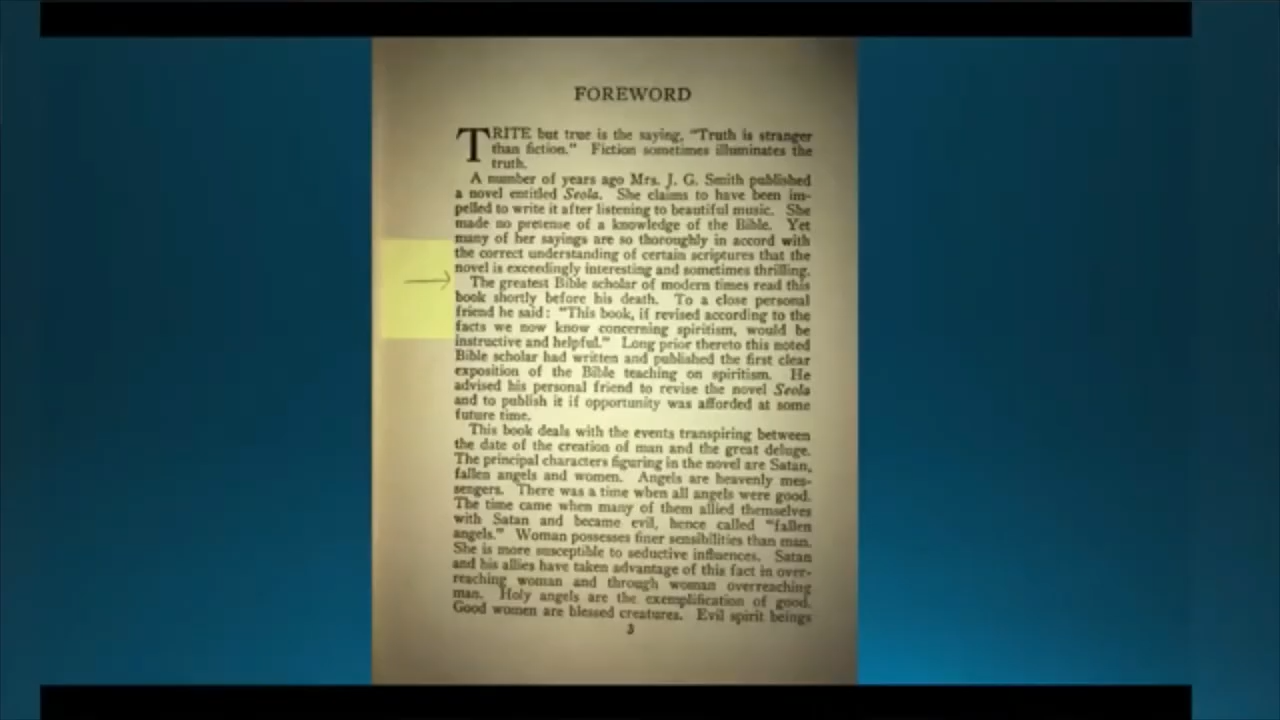 FOREWORD
TRITE but true is the saying, "Truth is stranger
than fiction." Fiction sometimes illuminates the
truth.
A number of years ago Mrs. J. G. Smith published
a novel entitled Seola. She claims to have been im-
pelled to write it after listening to beautiful music. She
made no pretense of a knowledge of the Bible. Yet
many of her sayings are so thoroughly in accord with
the correct understanding of certain scriptures that the
novel is exceedingly interesting and sometimes thrilling.
The greatest Bible scholar of modern times read this
book shortly before his death. To a close personal
friend he said: "This book, if revised according to the
facts we now know concerning spiritism, would be
instructive and helpful." Long prior thereto this noted
Bible scholar had written and published the first clear
exposition of the Bible teaching on spiritism. He
advised his personal friend to revise the novel Seola
and to publish it if opportunity was afforded at some
future time.
This book deals with the events transpiring between
the date of the creation of man and the great deluge.
The principal characters figuring in the novel are Satan,
fallen angels and women. Angels are heavenly mes-
sengers. There was a time when all angels were good.
The time came when many of them allied themselves
with Satan and became evil, hence called "fallen
angels." Woman possesses finer sensibilities than man.
She is more susceptible to seductive influences. Satan
and his allies have taken advantage of this fact in over-
reaching woman and through woman overreaching
man. Holy angels are the exemplification of good.
Good women are blessed creatures. Evil spirit beings
3